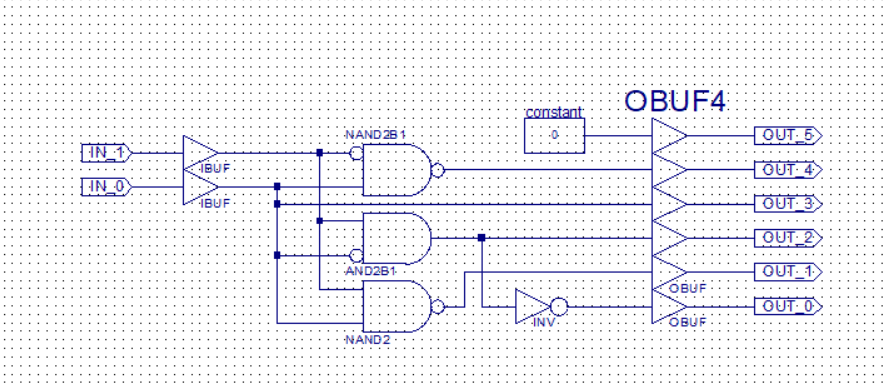 OBUF4
constant
0
NAND2B1
IN_1
OUT_5
IBUF
OUT_4
IN_0
IBUF
OUT_3
OUT_2
AND2B1
OUT_1
OBUF
OUT_0
INV
OBUF
NAND2